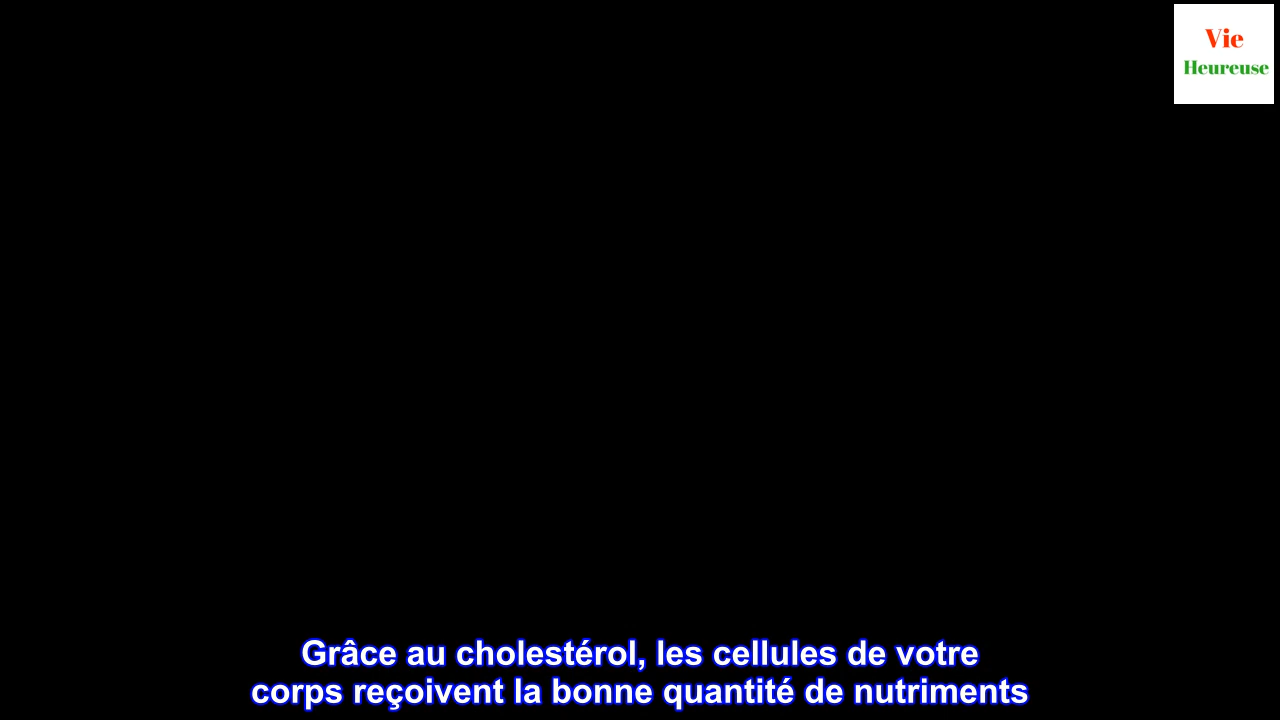 Vie
Heureuse
Grâce au cholestérol, les cellules de votre
corps reçoivent la bonne quantité de nutriments